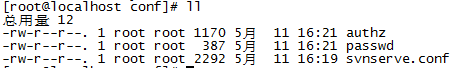 [root@localhost conf]# ll
总用量 12
-rw-r--r--. 1 root root 1170 5月  11 16:21 authz
-rw-r--r--. 1 root root  387 5月  11 16:21 passwd
-rw-r--r--. 1 root root 2292 5月  11 16:19 svnserve.conf